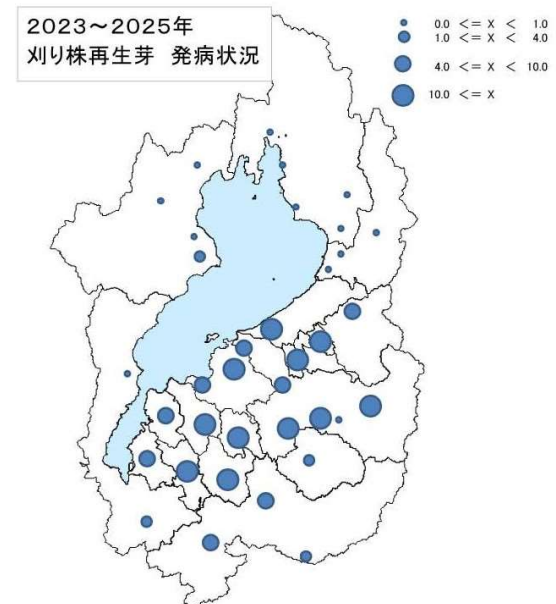 2023～2025年
刈り株再生芽　発病状況
0.0 <= x < 1.0
1.0 <= x < 4.0
4.0 <= x < 10.0
10.0 <= x